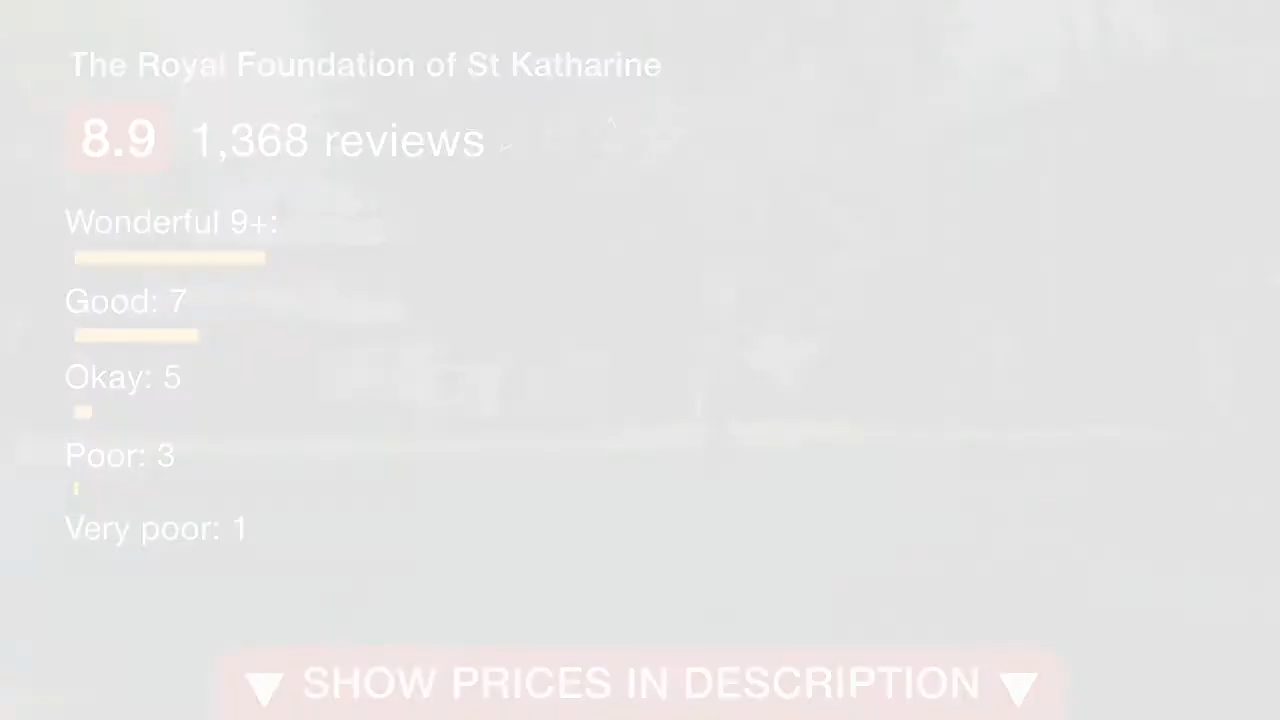 The Royal Foundation of St Katharine
8.9 1,368 reviews
Wonderful 9+:
Good: 7
Okay: 5
Poor: 3
Very poor: 1
▼ SHOW PRICES IN DESCRIPTION ▼